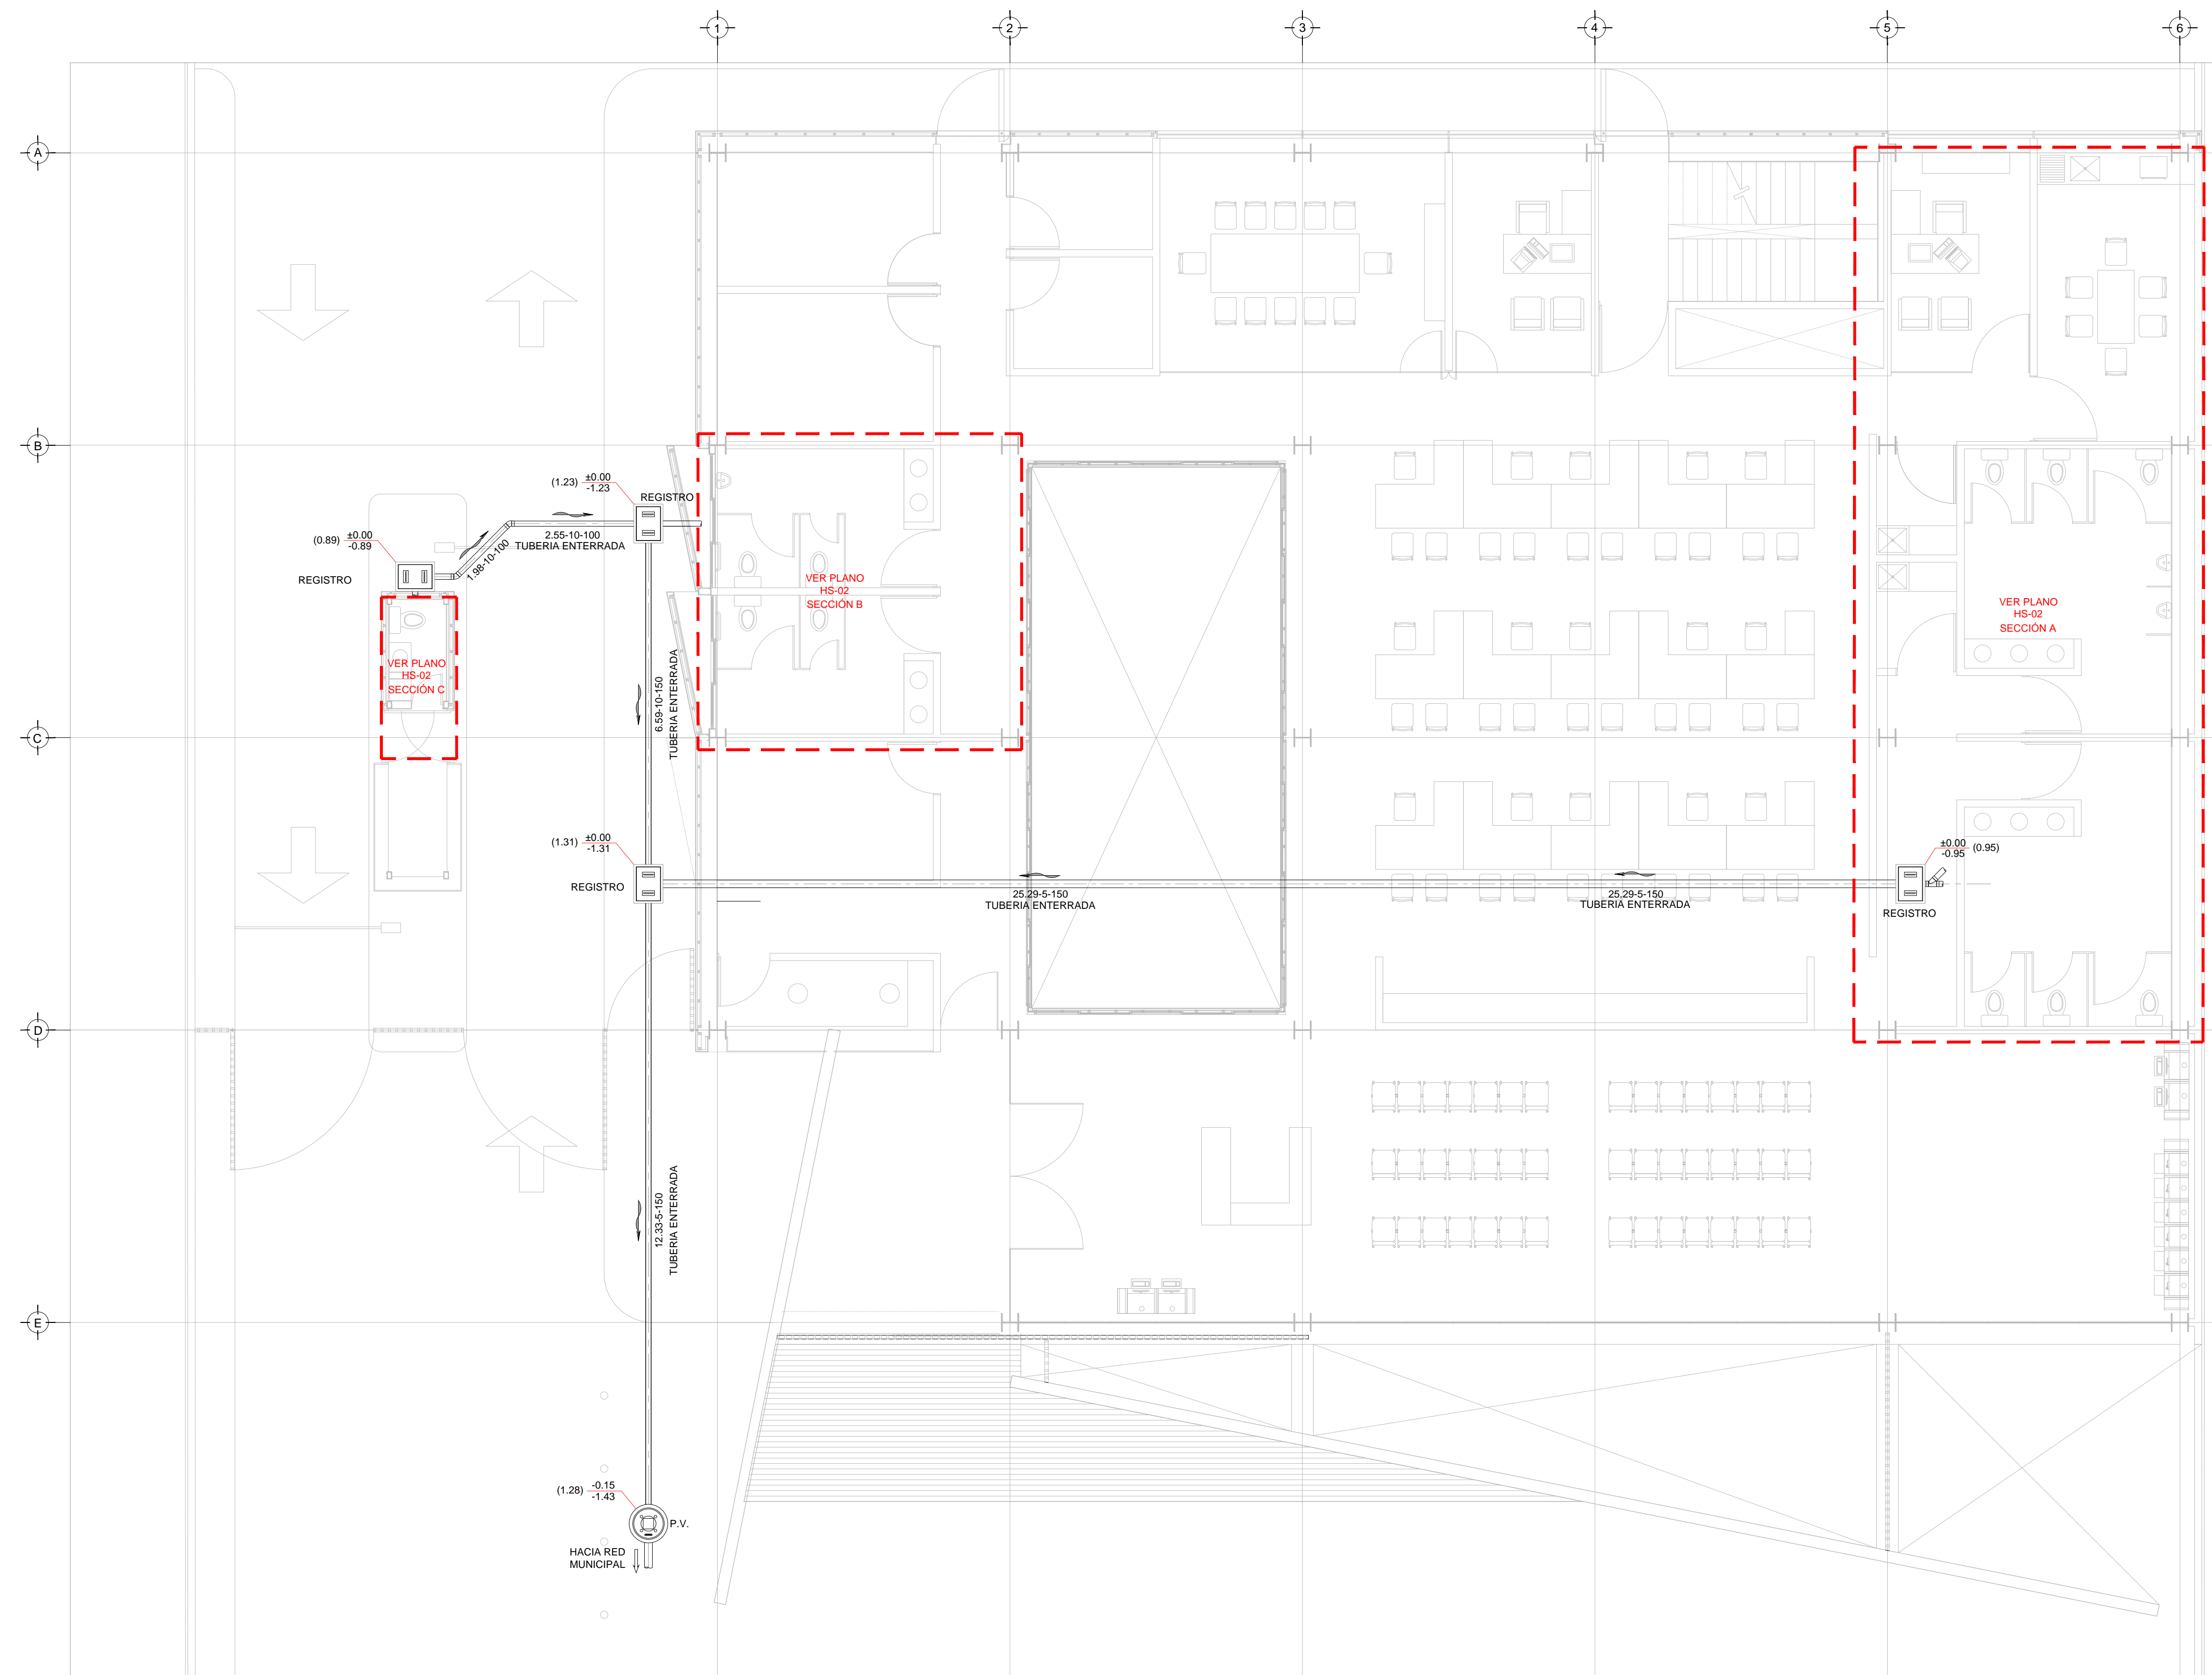 1
2
3
4
5
6
A
B
C
D
E
(1.23)
±0.00
-1.23
REGISTRO
(0.89)
±0.00
-0.89
REGISTRO
1.98-10-100
2.55-10-100
TUBERIA ENTERRADA
VER PLANO
HS-02
SECCIÓN B
VER PLANO
HS-02
SECCIÓN A
VER PLANO
HS-02
SECCIÓN C
6.59-10-150
TUBERIA ENTERRADA
(1.31)
±0.00
-1.31
REGISTRO
25.29-5-150
TUBERIA ENTERRADA
25.29-5-150
TUBERIA ENTERRADA
±0.00
-0.95
(0.95)
REGISTRO
12.33-5-150
TUBERIA ENTERRADA
(1.28)
-0.15
-1.43
P.V.
HACIA RED
MUNICIPAL